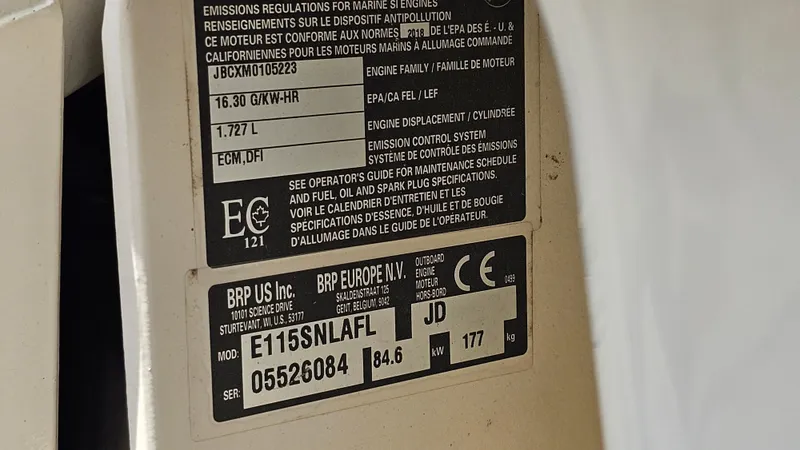 EMISSIONS REGULATIONS FOR MARINE SI ENGINES
RENSEIGNEMENTS SUR LE DISPOSITIF ANTIPOLLUTION
CE MOTEUR EST CONFORME AUX NORMES 2018 DE L'EPA DES É. - U. &
CALIFORNIENNES POUR LES MOTEURS MARINS À ALLUMAGE COMMANDÉ
JBCXM0105223 ENGINE FAMILY / FAMILLE DE MOTEUR
16.30 G/KW-HR EPA/CA FEL / LEF
1.727 L ENGINE DISPLACEMENT / CYLINDRÉE
ECM,DFI EMISSION CONTROL SYSTEM
SYSTÈME DE CONTRÔLE DES ÉMISSIONS
SEE OPERATOR'S GUIDE FOR MAINTENANCE SCHEDULE
AND FUEL, OIL AND SPARK PLUG SPECIFICATIONS.
VOIR LE CALENDRIER D'ENTRETIEN ET LES
SPÉCIFICATIONS D'ESSENCE, D'HUILE ET DE BOUGIE
D'ALLUMAGE DANS LE GUIDE DE L'OPÉRATEUR.
EC
121
BRP US Inc.
10101 SCIENCE DRIVE
STURTEVANT, WI, U.S. 53177
BRP EUROPE N.V.
SKALDENSTRAAT 125
GENT, BELGIUM, 9042
OUTBOARD
ENGINE
MOTEUR
HORS-BORD
CE
0499
MOD: E115SNLAFL JD
SER: 05526084 84.6 kW 177 kg